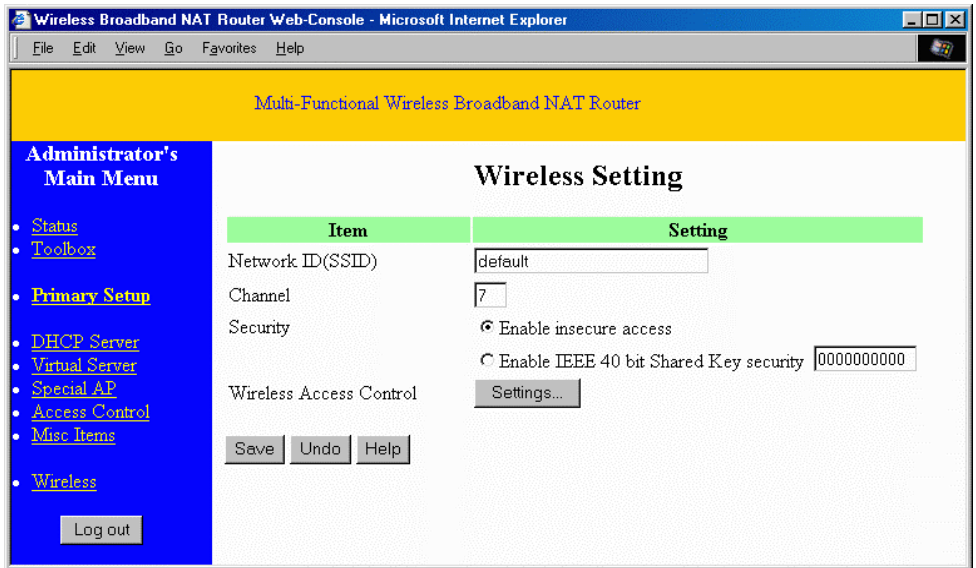 Wireless Broadband NAT Router Web-Console - Microsoft Internet Explorer
File Edit View Go Favorites Help
Multi-Functional Wireless Broadband NAT Router
Administrator's
Main Menu
Status
Toolbox
Primary Setup
DHCP Server
Virtual Server
Special AP
Access Control
Misc Items
Wireless
Log out
Wireless Setting
Item Setting
Network ID(SSID) default
Channel 7
Security Enable insecure access
Enable IEEE 40 bit Shared Key security 0000000000
Wireless Access Control Settings...
Save Undo Help